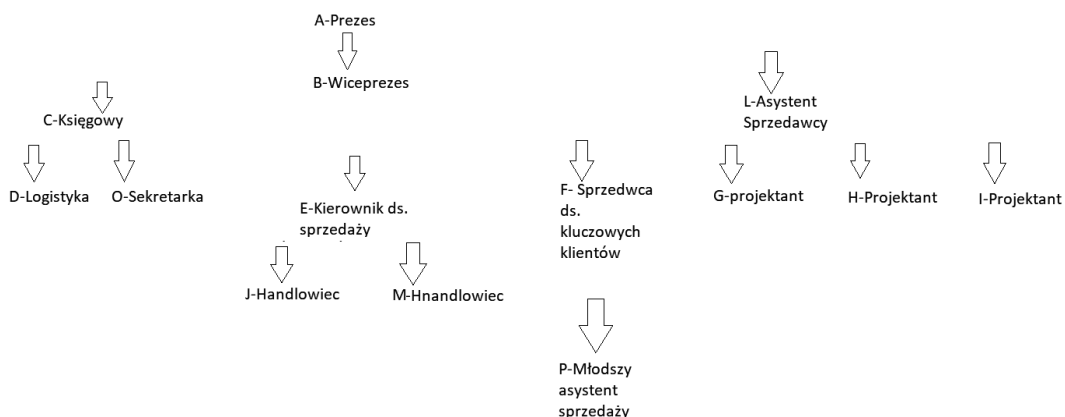 A-Prezes
B-Wiceprezes
L-Asystent
Sprzedawcy
C-Księgowy
D-Logistyka
O-Sekretarka
E-Kierownik ds.
sprzedaży
F- Sprzedwca
ds.
kluczowych
klientów
G-projektant
H-Projektant
I-Projektant
J-Handlowiec
M-Hnandlowiec
P-Młodszy
asystent
sprzedaży